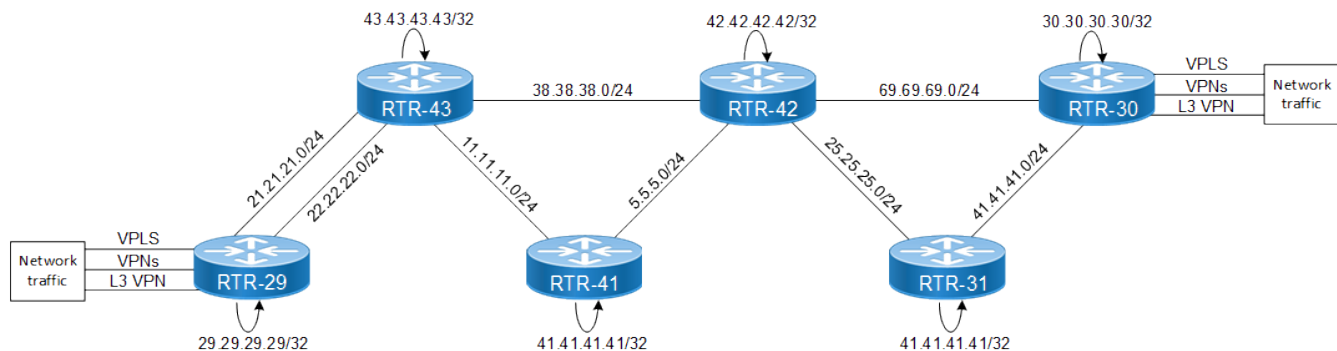 43.43.43.43/32
42.42.42.42/32
30.30.30.30/32
RTR-43
38.38.38.0/24
RTR-42
69.69.69.0/24
RTR-30
VPLS
VPNs
L3 VPN
Network
traffic
21.21.21.0/24
22.22.22.0/24
11.11.11.0/24
5.5.5.0/24
25.25.25.0/24
41.41.41.0/24
Network
traffic
VPLS
VPNs
L3 VPN
RTR-29
RTR-41
RTR-31
29.29.29.29/32
41.41.41.41/32
41.41.41.41/32